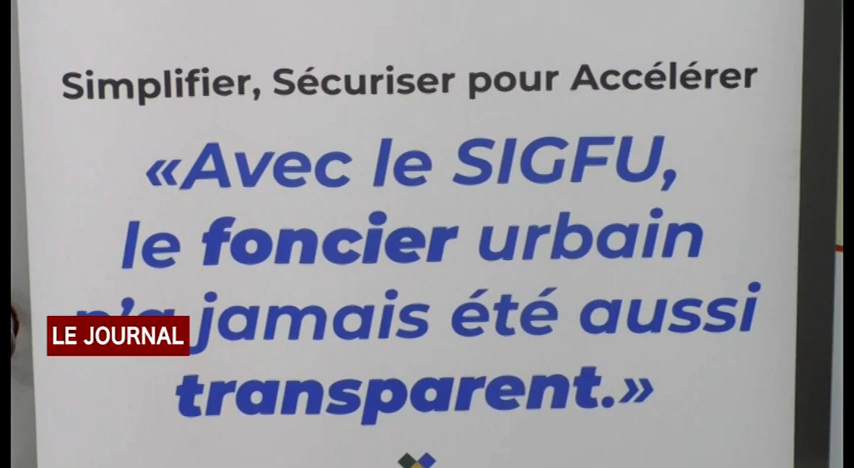 Simplifier, Sécuriser pour Accélérer
«Avec le SIGFU,
le foncier urbain
n'a jamais été aussi
LE JOURNAL
transparent.»